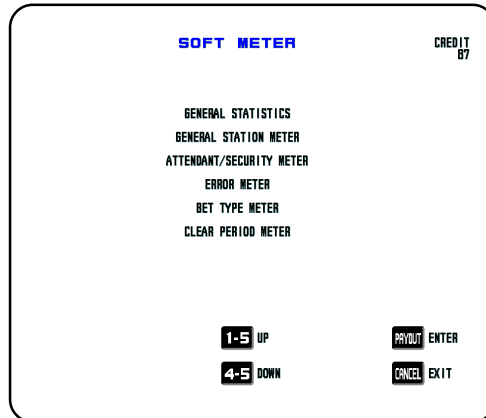 SOFT METER
CREDIT
87
GENERAL STATISTICS
GENERAL STATION METER
ATTENDANT/SECURITY METER
ERROR METER
BET TYPE METER
CLEAR PERIOD METER
1-5 UP
PAYOUT ENTER
4-5 DOWN
CANCEL EXIT